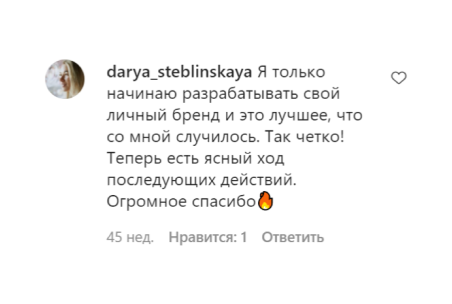 darya_steblinskaya Я только
начинаю разрабатывать свой
личный бренд и это лучшее, что
со мной случилось. Так четко!
Теперь есть ясный ход
последующих действий.
Огромное спасибо🔥
45 нед. Нравится: 1 Ответить